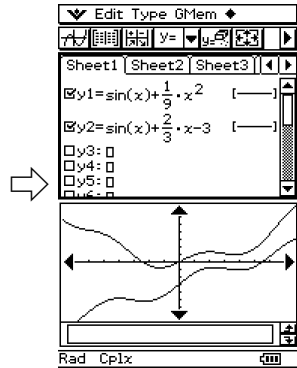 Edit Type GMem
y=
Sheet1 Sheet2 Sheet3
y1=sin(x)+1/9·x²
y2=sin(x)+2/3·x-3
y3:
y4:
y5:
Rad Cplx